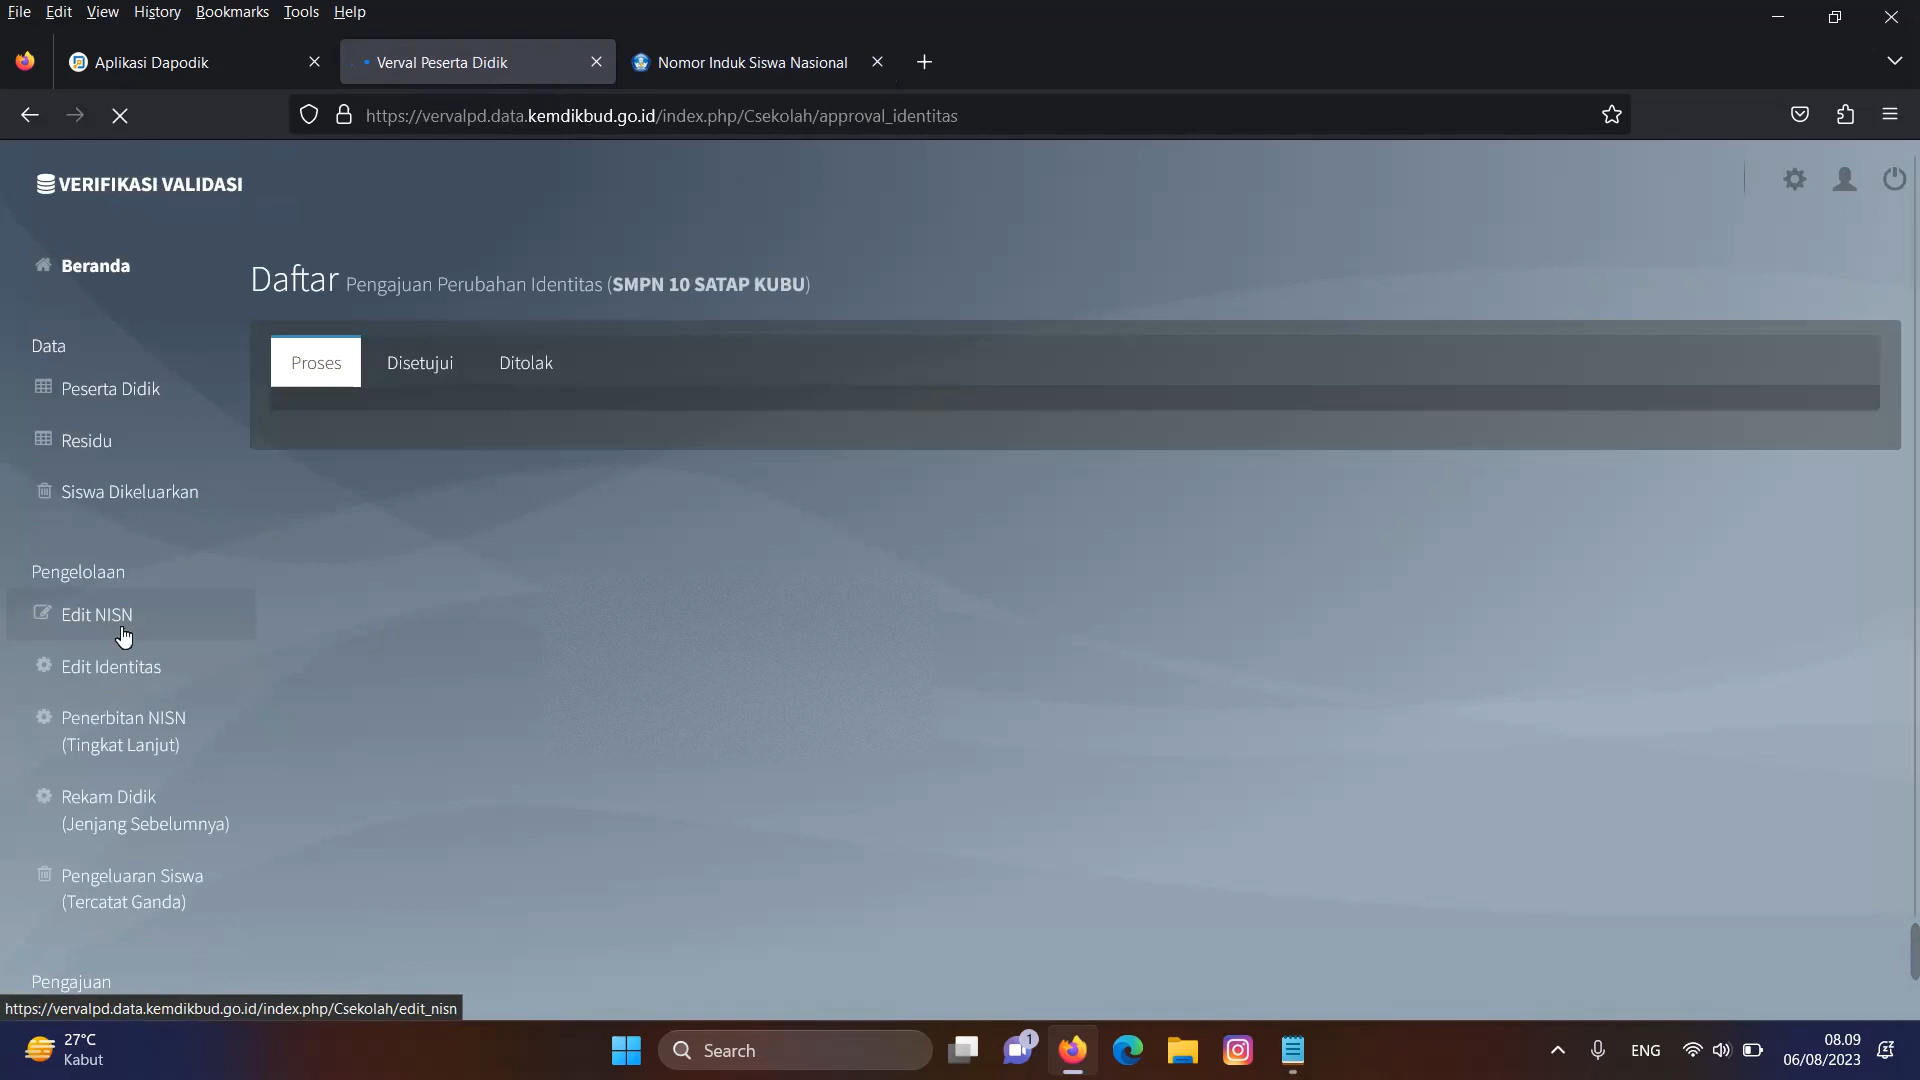 File Edit View History Bookmarks Tools Help
Aplikasi Dapodik
Verval Peserta Didik
Nomor Induk Siswa Nasional
https://vervalpd.data.kemdikbud.go.id/index.php/Csekolah/approval_identitas
VERIFIKASI VALIDASI
Beranda
Daftar Pengajuan Perubahan Identitas (SMPN 10 SATAP KUBU)
Proses Disetujui Ditolak
Data
Peserta Didik
Residu
Siswa Dikeluarkan
Pengelolaan
Edit NISN
Edit Identitas
Penerbitan NISN
(Tingkat Lanjut)
Rekam Didik
(Jenjang Sebelumnya)
Pengeluaran Siswa
(Tercatat Ganda)
Pengajuan
https://vervalpd.data.kemdikbud.go.id/index.php/Csekolah/edit_nisn
27°C
Kabut
Search
1
ENG
08.09
06/08/2023